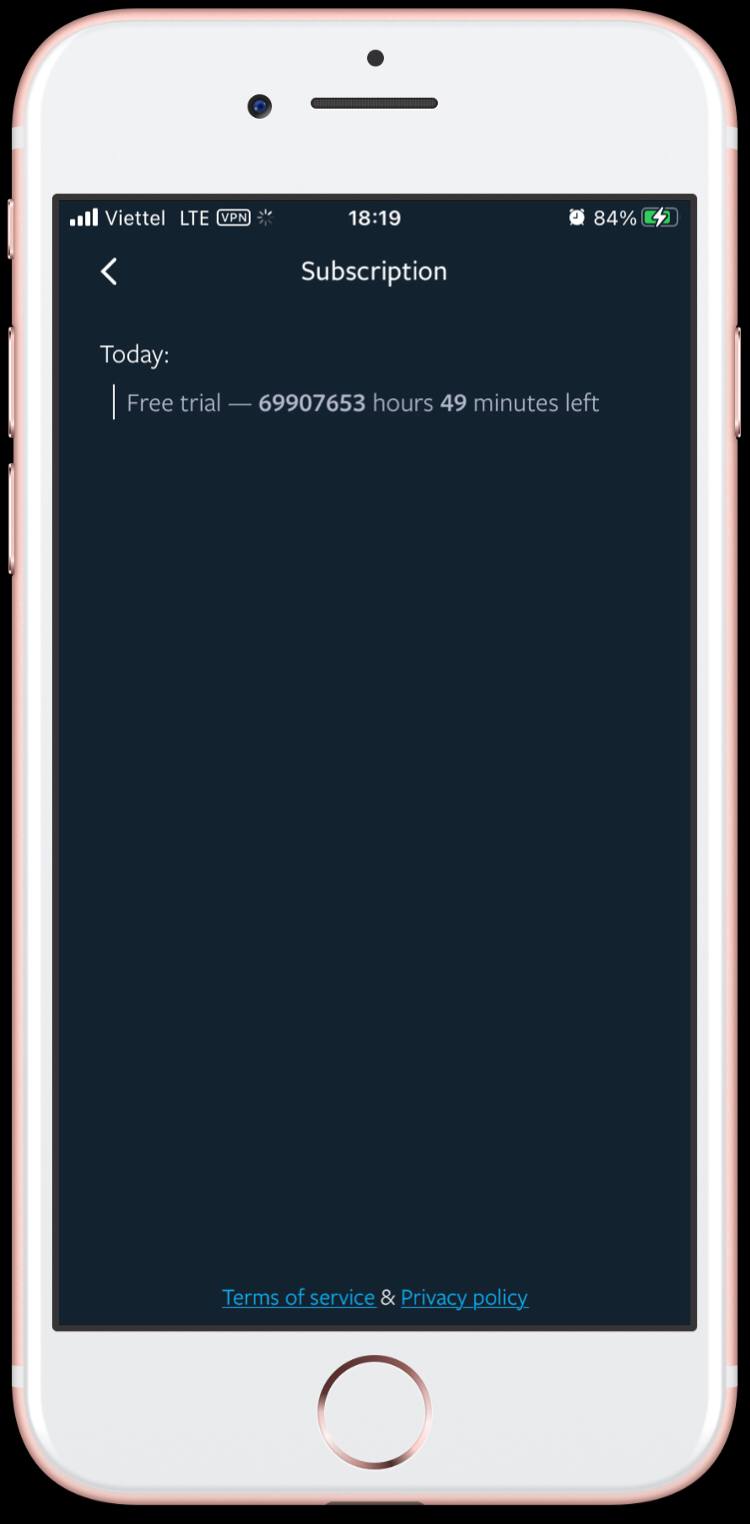 Viettel LTE VPN 18:19 84%
Subscription
Today:
Free trial — 69907653 hours 49 minutes left
Terms of service & Privacy policy